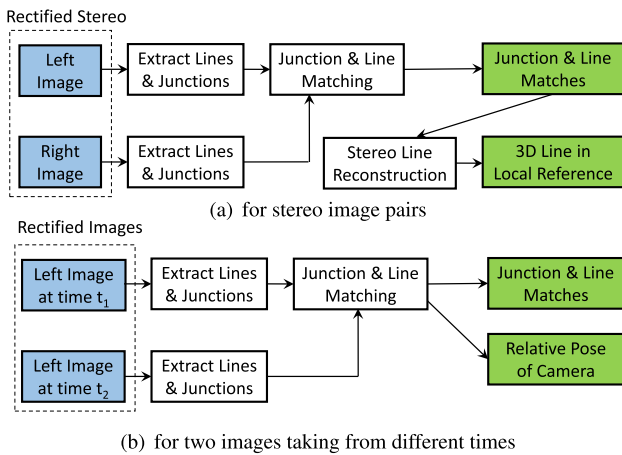 Rectified Stereo
Left Image
Extract Lines & Junctions
Junction & Line Matching
Junction & Line Matches
Right Image
Extract Lines & Junctions
Stereo Line Reconstruction
3D Line in Local Reference
(a) for stereo image pairs
Rectified Images
Left Image at time t1
Extract Lines & Junctions
Junction & Line Matching
Junction & Line Matches
Left Image at time t2
Extract Lines & Junctions
Relative Pose of Camera
(b) for two images taking from different times